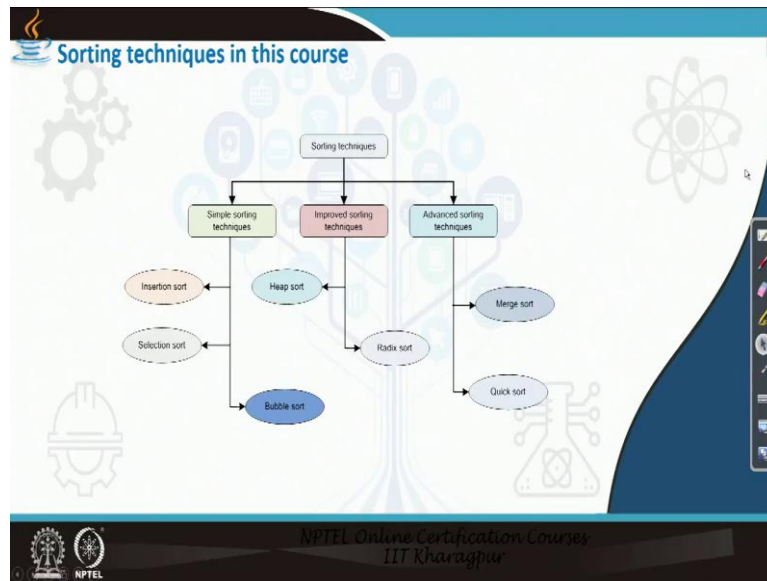 Sorting techniques in this course
Sorting techniques
Simple sorting
techniques
Improved sorting
techniques
Advanced sorting
techniques
Insertion sort
Heap sort
Merge sort
Selection sort
Radix sort
Quick sort
Bubble sort
NPTEL Online Certification Courses
IIT Kharagpur
NPTEL